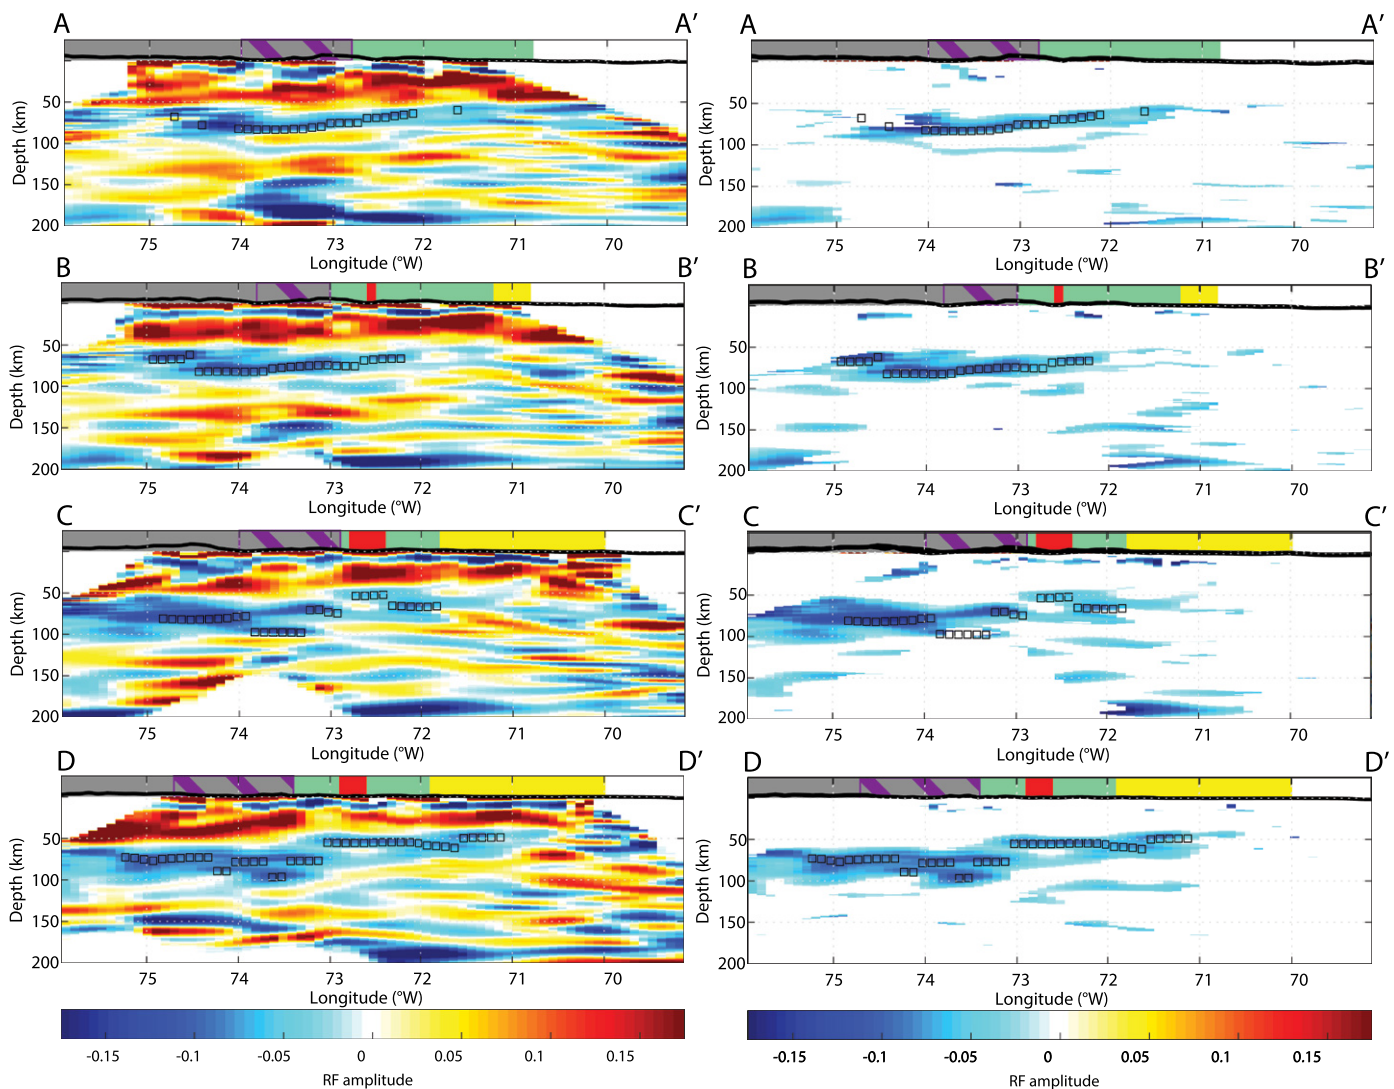 A A′ A A′
50 50
100 100
150 150
200 200
Depth (km) Depth (km)
75 74 73 72 71 70 75 74 73 72 71 70
Longitude (°W) Longitude (°W)
B B′ B B′
50 50
100 100
150 150
200 200
Depth (km) Depth (km)
75 74 73 72 71 70 75 74 73 72 71 70
Longitude (°W) Longitude (°W)
C C′ C C′
50 50
100 100
150 150
200 200
Depth (km) Depth (km)
75 74 73 72 71 70 75 74 73 72 71 70
Longitude (°W) Longitude (°W)
D D′ D D′
50 50
100 100
150 150
200 200
Depth (km) Depth (km)
75 74 73 72 71 70 75 74 73 72 71 70
Longitude (°W) Longitude (°W)
-0.15 -0.1 -0.05 0 0.05 0.1 0.15 -0.15 -0.1 -0.05 0 0.05 0.1 0.15
RF amplitude RF amplitude